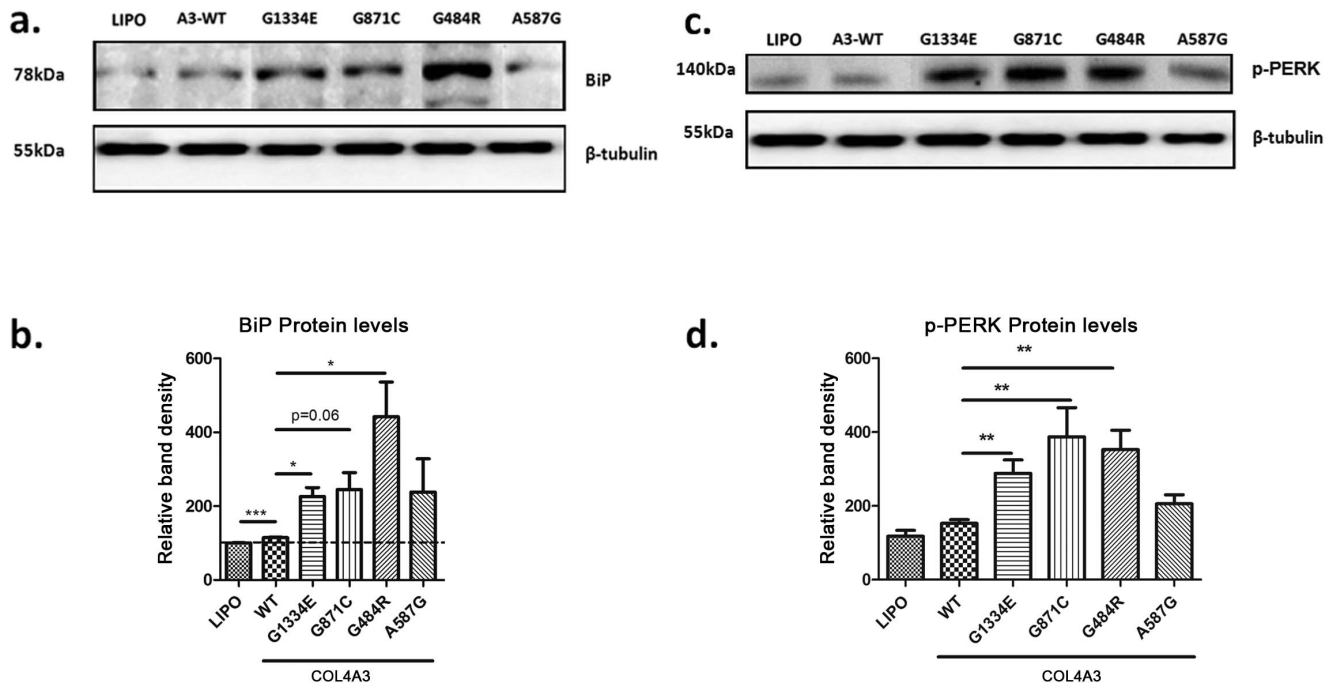 a.
LIPO A3-WT G1334E G871C G484R A587G
78kDa
BiP
55kDa
β-tubulin
c.
LIPO A3-WT G1334E G871C G484R A587G
140kDa
p-PERK
55kDa
β-tubulin
b.
BiP Protein levels
Relative band density
600
400
200
0
***
*
p=0.06
*
LIPO
WT
G1334E
G871C
G484R
A587G
COL4A3
d.
p-PERK Protein levels
Relative band density
600
400
200
0
**
**
**
LIPO
WT
G1334E
G871C
G484R
A587G
COL4A3